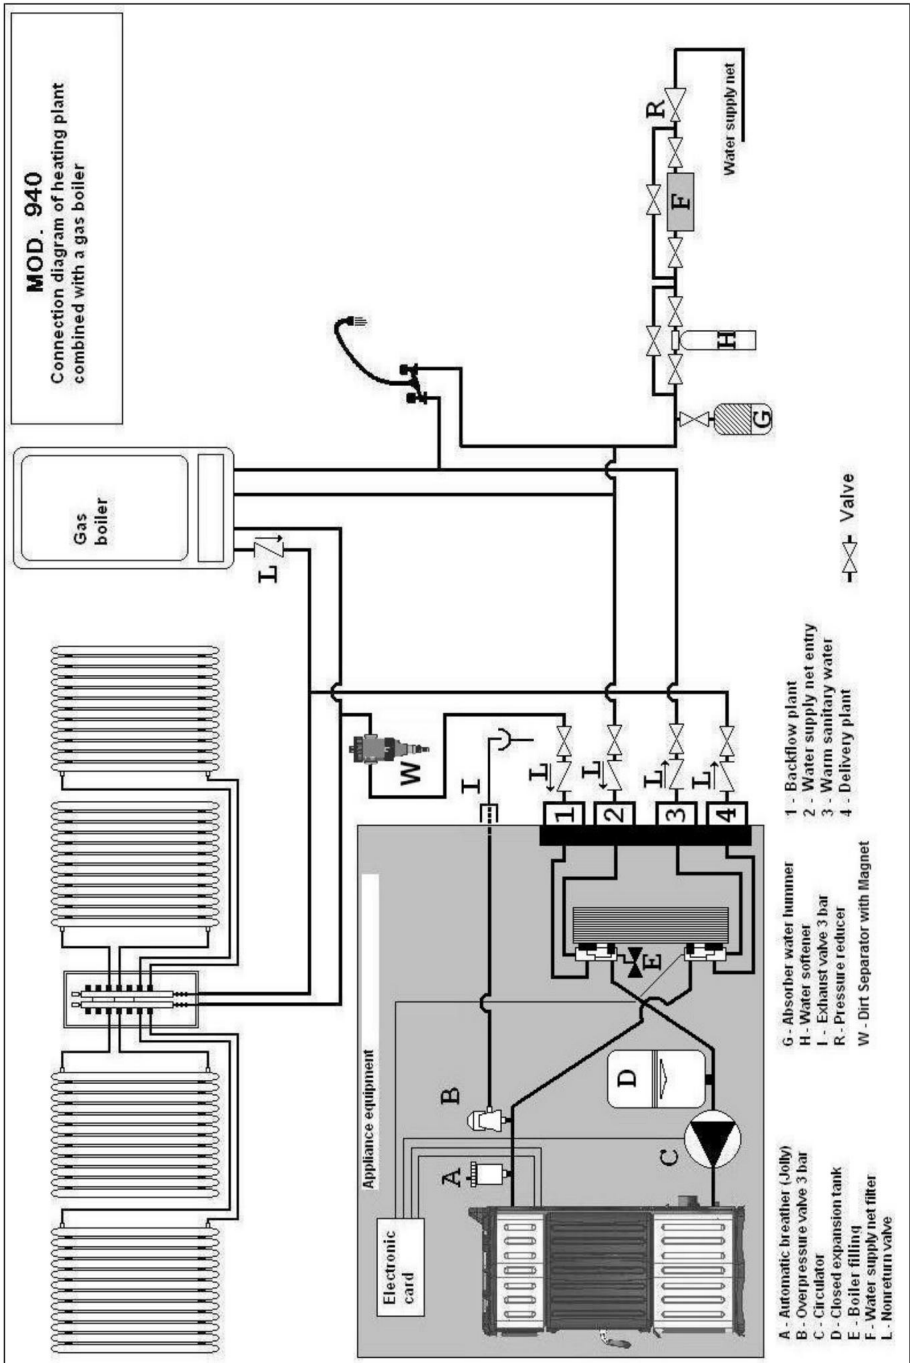 MOD. 940
Connection diagram of heating plant
combined with a gas boiler
Gas
boiler
L
R
F
Water supply net
H
G
W
I
L
L
L
L
1
2
3
4
Appliance equipment
E
D
B
A
C
Electronic
card
A - Automatic breather (Jolly)
B - Overpressure valve 3 bar
C - Circulator
D - Closed expansion tank
E - Boiler filling
F - Water supply net filter
L - Nonreturn valve
G - Absorber water hummer
H - Water softener
I - Exhaust valve 3 bar
R - Pressure reducer
W - Dirt Separator with Magnet
1 - Backflow plant
2 - Water supply net entry
3 - Warm sanitary water
4 - Delivery plant
Valve